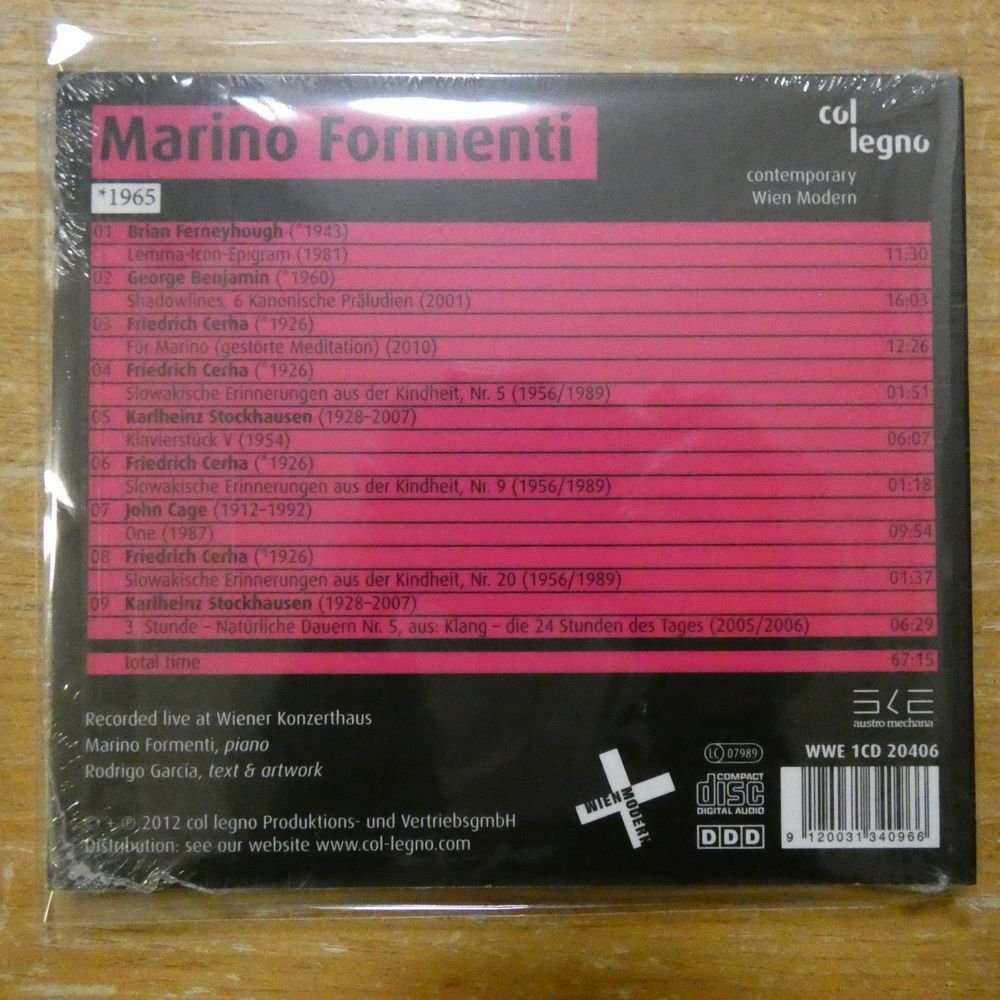 Marino Formenti
*1965
col
legno
contemporary
Wien Modern
01 Brian Ferneyhough (*1943)
Lemma-Icon-Epigram (1981) 11:30
02 George Benjamin (*1960)
Shadowlines, 6 Kanonische Präludien (2001) 16:03
03 Friedrich Cerha (*1926)
Für Marino (gestörte Meditation) (2010) 12:26
04 Friedrich Cerha (*1926)
Slowakische Erinnerungen aus der Kindheit, Nr. 5 (1956/1989) 01:51
05 Karlheinz Stockhausen (1928–2007)
Klavierstück V (1954) 06:07
06 Friedrich Cerha (*1926)
Slowakische Erinnerungen aus der Kindheit, Nr. 9 (1956/1989) 01:18
07 John Cage (1912–1992)
One (1987) 09:54
08 Friedrich Cerha (*1926)
Slowakische Erinnerungen aus der Kindheit, Nr. 20 (1956/1989) 01:37
09 Karlheinz Stockhausen (1928–2007)
3. Stunde – Natürliche Dauern Nr. 5, aus: Klang – die 24 Stunden des Tages (2005/2006) 06:29
total time 67:15
Recorded live at Wiener Konzerthaus
Marino Formenti, piano
Rodrigo García, text & artwork
© + ℗ 2012 col legno Produktions- und VertriebsgmbH
Distribution: see our website www.col-legno.com
WIEN MODERN
SKE
austro mechana
LC 07989
WWE 1CD 20406
COMPACT
disc
DIGITAL AUDIO
DDD
9 120031 340966